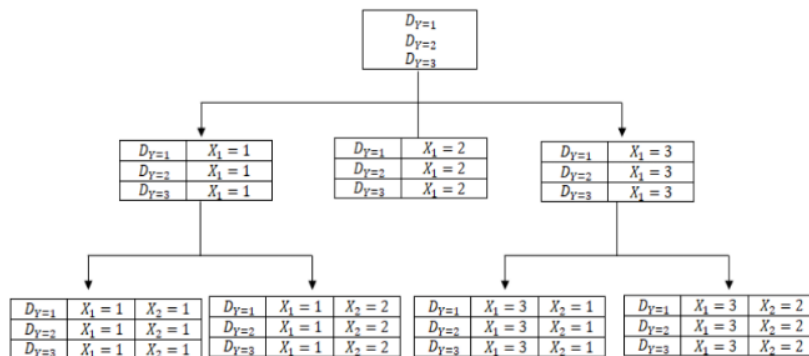 D_{Y=1}
D_{Y=2}
D_{Y=3}
D_{Y=1} X_1 = 1
D_{Y=2} X_1 = 1
D_{Y=3} X_1 = 1
D_{Y=1} X_1 = 2
D_{Y=2} X_1 = 2
D_{Y=3} X_1 = 2
D_{Y=1} X_1 = 3
D_{Y=2} X_1 = 3
D_{Y=3} X_1 = 3
D_{Y=1} X_1 = 1 X_2 = 1
D_{Y=2} X_1 = 1 X_2 = 1
D_{Y=3} X_1 = 1 X_2 = 1
D_{Y=1} X_1 = 1 X_2 = 2
D_{Y=2} X_1 = 1 X_2 = 2
D_{Y=3} X_1 = 1 X_2 = 2
D_{Y=1} X_1 = 3 X_2 = 1
D_{Y=2} X_1 = 3 X_2 = 1
D_{Y=3} X_1 = 3 X_2 = 1
D_{Y=1} X_1 = 3 X_2 = 2
D_{Y=2} X_1 = 3 X_2 = 2
D_{Y=3} X_1 = 3 X_2 = 2